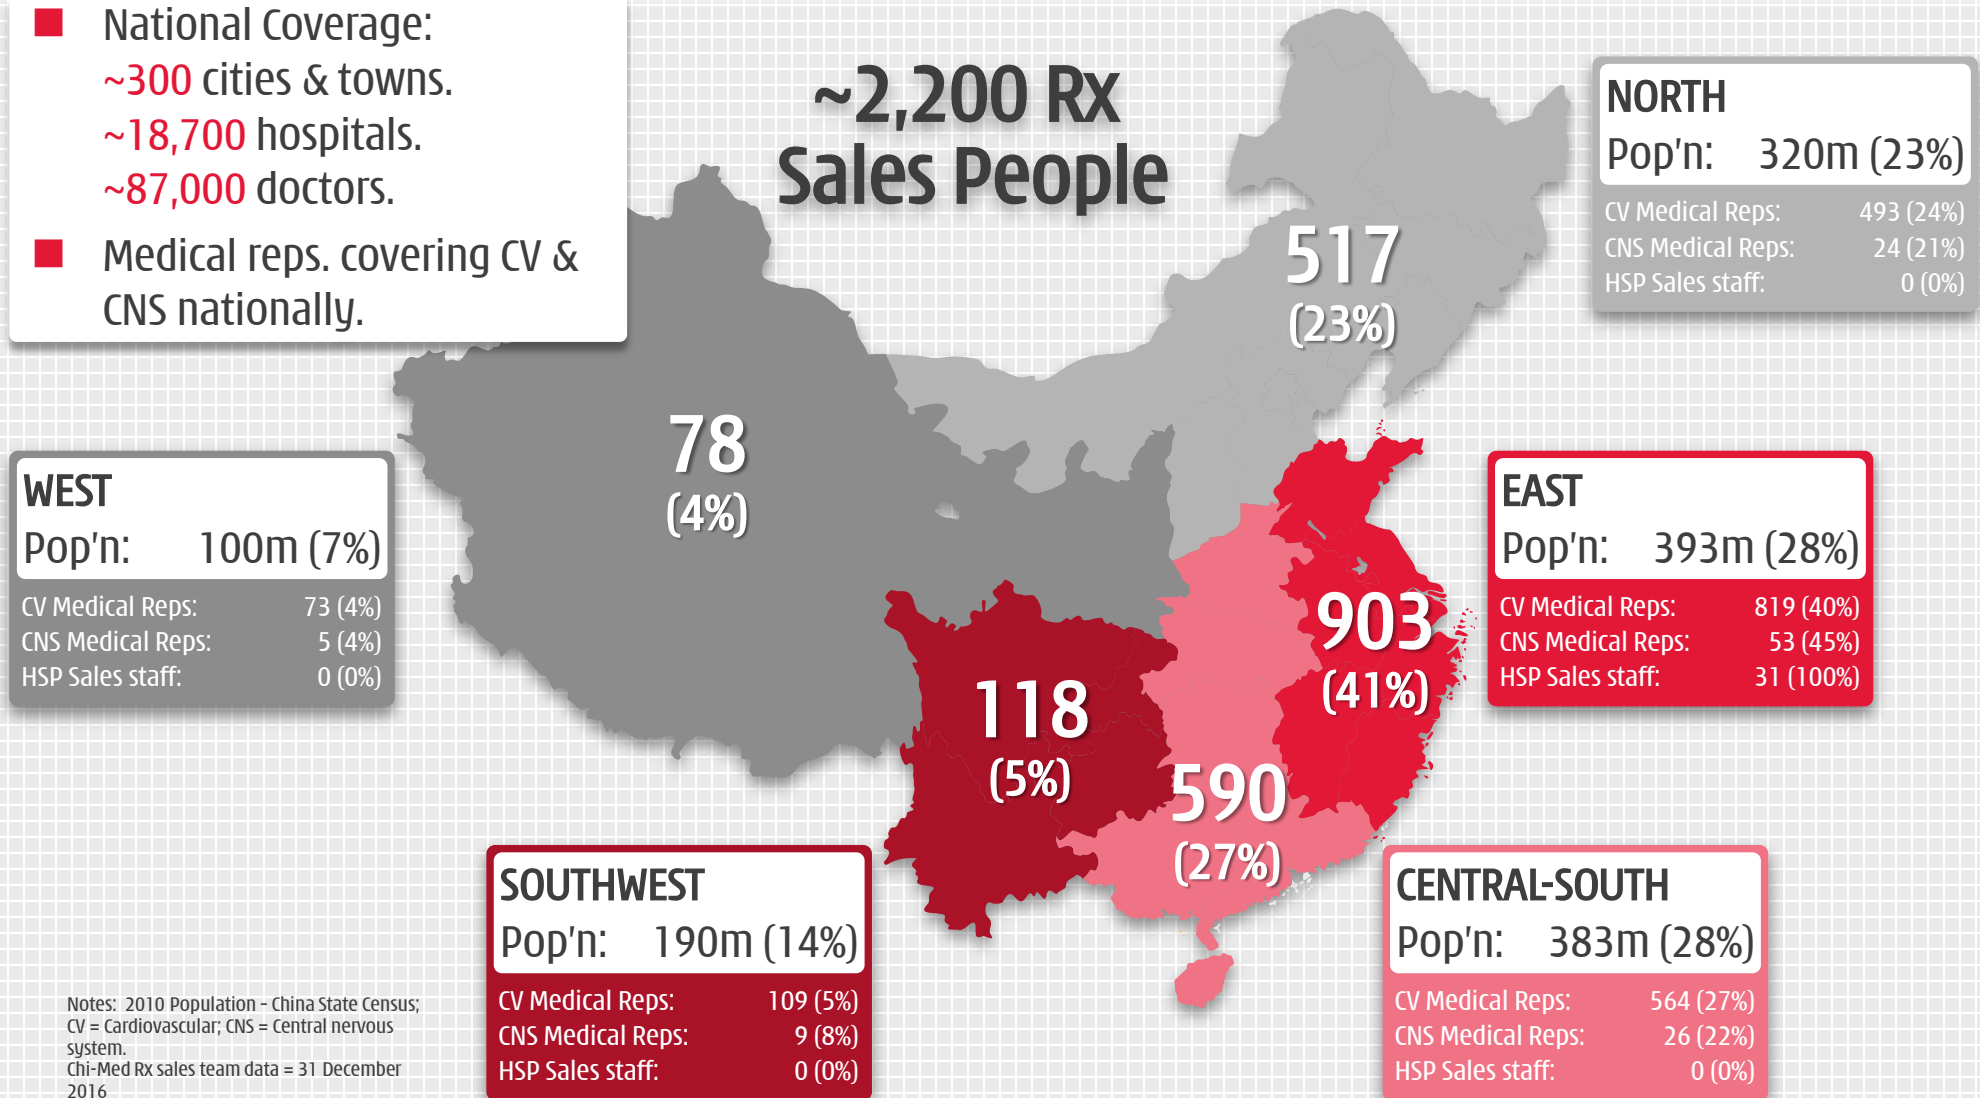 National Coverage:
~300 cities & towns.
~18,700 hospitals.
~87,000 doctors.
Medical reps. covering CV &
CNS nationally.
~2,200 Rx
Sales People
NORTH
Pop'n: 320m (23%)
CV Medical Reps: 493 (24%)
CNS Medical Reps: 24 (21%)
HSP Sales staff: 0 (0%)
517
(23%)
78
(4%)
WEST
Pop'n: 100m (7%)
CV Medical Reps: 73 (4%)
CNS Medical Reps: 5 (4%)
HSP Sales staff: 0 (0%)
EAST
Pop'n: 393m (28%)
CV Medical Reps: 819 (40%)
CNS Medical Reps: 53 (45%)
HSP Sales staff: 31 (100%)
903
(41%)
118
(5%)
590
(27%)
SOUTHWEST
Pop'n: 190m (14%)
CV Medical Reps: 109 (5%)
CNS Medical Reps: 9 (8%)
HSP Sales staff: 0 (0%)
CENTRAL-SOUTH
Pop'n: 383m (28%)
CV Medical Reps: 564 (27%)
CNS Medical Reps: 26 (22%)
HSP Sales staff: 0 (0%)
Notes: 2010 Population - China State Census;
CV = Cardiovascular; CNS = Central nervous
system.
Chi-Med Rx sales team data = 31 December
2016